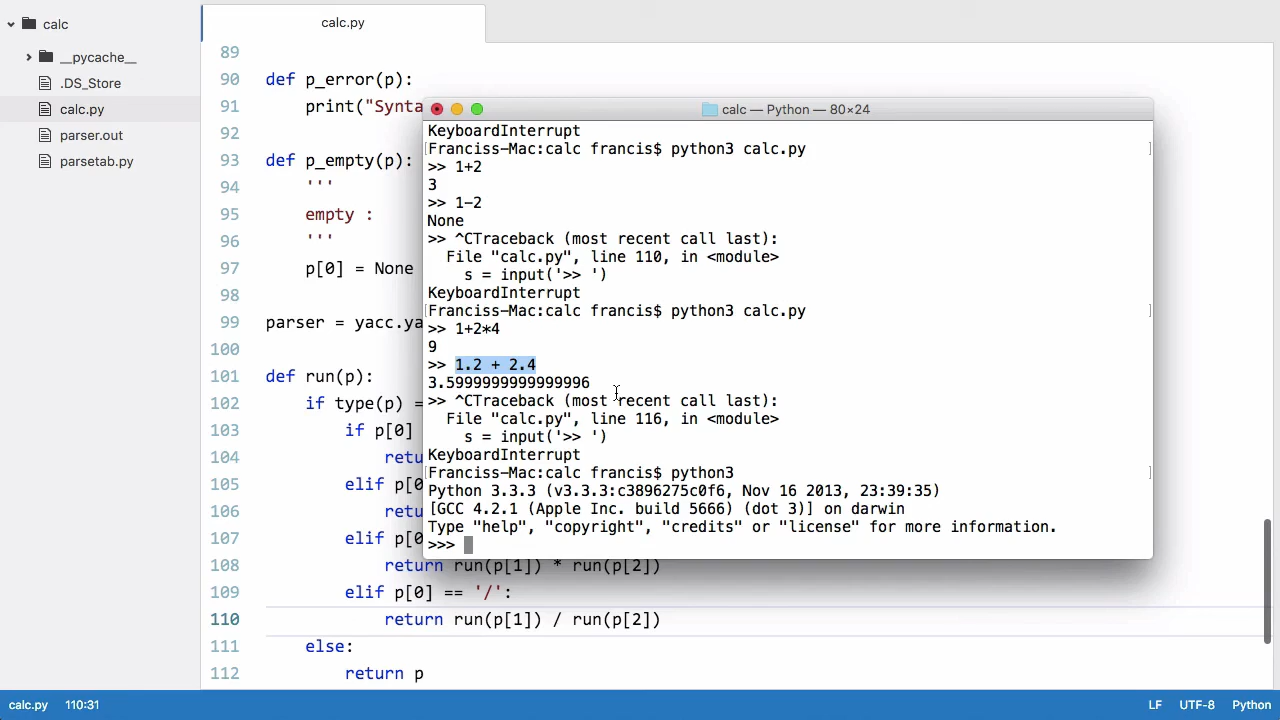 calc
__pycache__
.DS_Store
calc.py
parser.out
parsetab.py
calc.py
89
90 def p_error(p):
91 print("Synta
92
93 def p_empty(p):
94 '''
95 empty :
96 '''
97 p[0] = None
98
99 parser = yacc.ya
100
101 def run(p):
102 if type(p) =
103 if p[0]
104 retu
105 elif p[0
106 retu
107 elif p[0
108 return run(p[1]) * run(p[2])
109 elif p[0] == '/':
110 return run(p[1]) / run(p[2])
111 else:
112 return p
calc — Python — 80×24
KeyboardInterrupt
[Franciss-Mac:calc francis$ python3 calc.py ]
>> 1+2
3
>> 1-2
None
>> ^CTraceback (most recent call last):
File "calc.py", line 110, in <module>
s = input('>> ')
KeyboardInterrupt
[Franciss-Mac:calc francis$ python3 calc.py ]
>> 1+2*4
9
>> 1.2 + 2.4
3.5999999999999996
>> ^CTraceback (most recent call last):
File "calc.py", line 116, in <module>
s = input('>> ')
KeyboardInterrupt
[Franciss-Mac:calc francis$ python3 ]
Python 3.3.3 (v3.3.3:c3896275c0f6, Nov 16 2013, 23:39:35)
[GCC 4.2.1 (Apple Inc. build 5666) (dot 3)] on darwin
Type "help", "copyright", "credits" or "license" for more information.
>>>
calc.py 110:31 LF UTF-8 Python